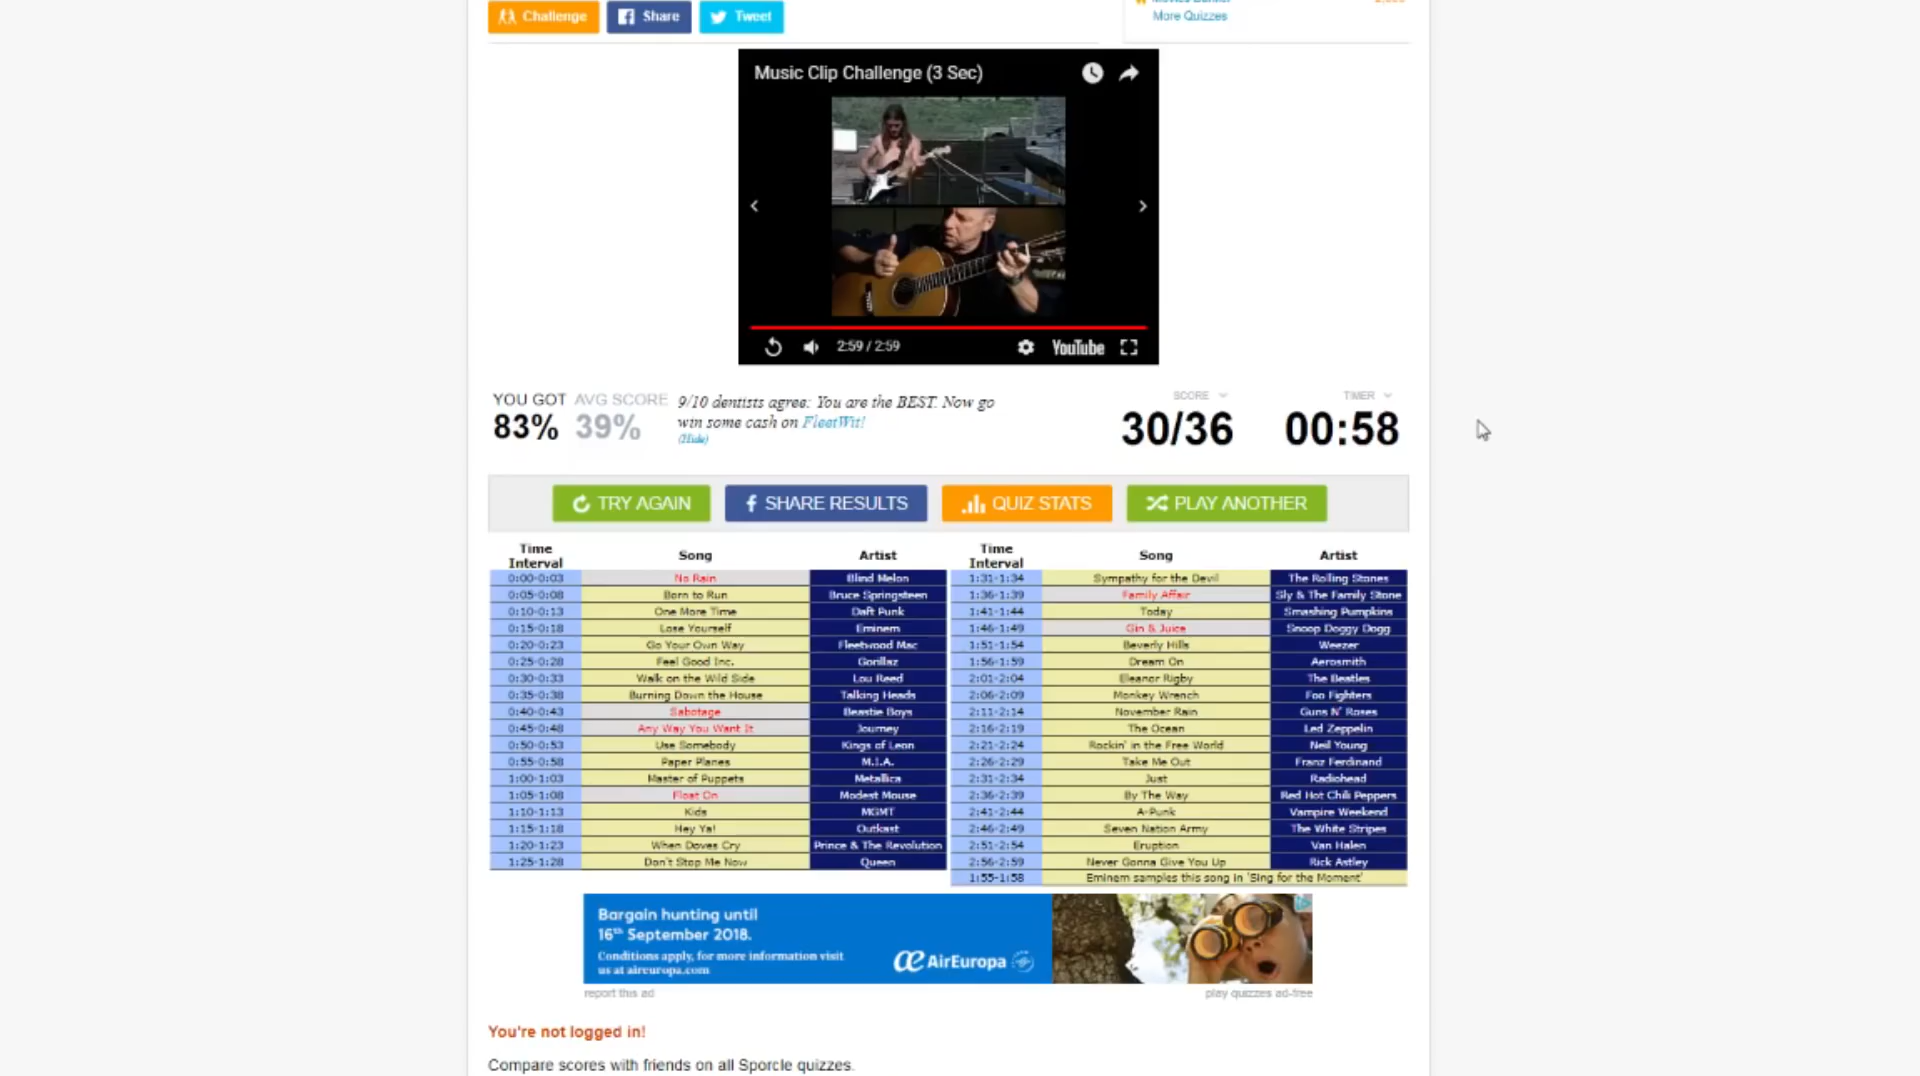 Challenge
Share
Tweet
More Quizzes
Music Clip Challenge (3 Sec)
2:59 / 2:59
YouTube
YOU GOT
83%
AVG SCORE
39%
9/10 dentists agree: You are the BEST. Now go
win some cash on FleetWit!
(Hide)
SCORE
30/36
TIMER
00:58
TRY AGAIN
SHARE RESULTS
QUIZ STATS
PLAY ANOTHER
Time Interval Song Artist
0:00-0:03 No Rain Blind Melon
0:05-0:08 Born to Run Bruce Springsteen
0:10-0:13 One More Time Daft Punk
0:15-0:18 Lose Yourself Eminem
0:20-0:23 Go Your Own Way Fleetwood Mac
0:25-0:28 Feel Good Inc. Gorillaz
0:30-0:33 Walk on the Wild Side Lou Reed
0:35-0:38 Burning Down the House Talking Heads
0:40-0:43 Sabotage Beastie Boys
0:45-0:48 Any Way You Want It Journey
0:50-0:53 Use Somebody Kings of Leon
0:55-0:58 Paper Planes M.I.A.
1:00-1:03 Master of Puppets Metallica
1:05-1:08 Float On Modest Mouse
1:10-1:13 Kids MGMT
1:15-1:18 Hey Ya! Outkast
1:20-1:23 When Doves Cry Prince & The Revolution
1:25-1:28 Don't Stop Me Now Queen
Time Interval Song Artist
1:31-1:34 Sympathy for the Devil The Rolling Stones
1:36-1:39 Family Affair Sly & The Family Stone
1:41-1:44 Today Smashing Pumpkins
1:46-1:49 Gin & Juice Snoop Doggy Dogg
1:51-1:54 Beverly Hills Weezer
1:56-1:59 Dream On Aerosmith
2:01-2:04 Eleanor Rigby The Beatles
2:06-2:09 Monkey Wrench Foo Fighters
2:11-2:14 November Rain Guns N' Roses
2:16-2:19 The Ocean Led Zeppelin
2:21-2:24 Rockin' in the Free World Neil Young
2:26-2:29 Take Me Out Franz Ferdinand
2:31-2:34 Just Radiohead
2:36-2:39 By The Way Red Hot Chili Peppers
2:41-2:44 A-Punk Vampire Weekend
2:46-2:49 Seven Nation Army The White Stripes
2:51-2:54 Eruption Van Halen
2:56-2:59 Never Gonna Give You Up Rick Astley
1:55-1:58 Eminem samples this song in 'Sing for the Moment'
Bargain hunting until
16th September 2018.
Conditions apply, for more information visit
us at aireuropa.com
AirEuropa
report this ad
play quizzes ad-free
You're not logged in!
Compare scores with friends on all Sporcle quizzes.